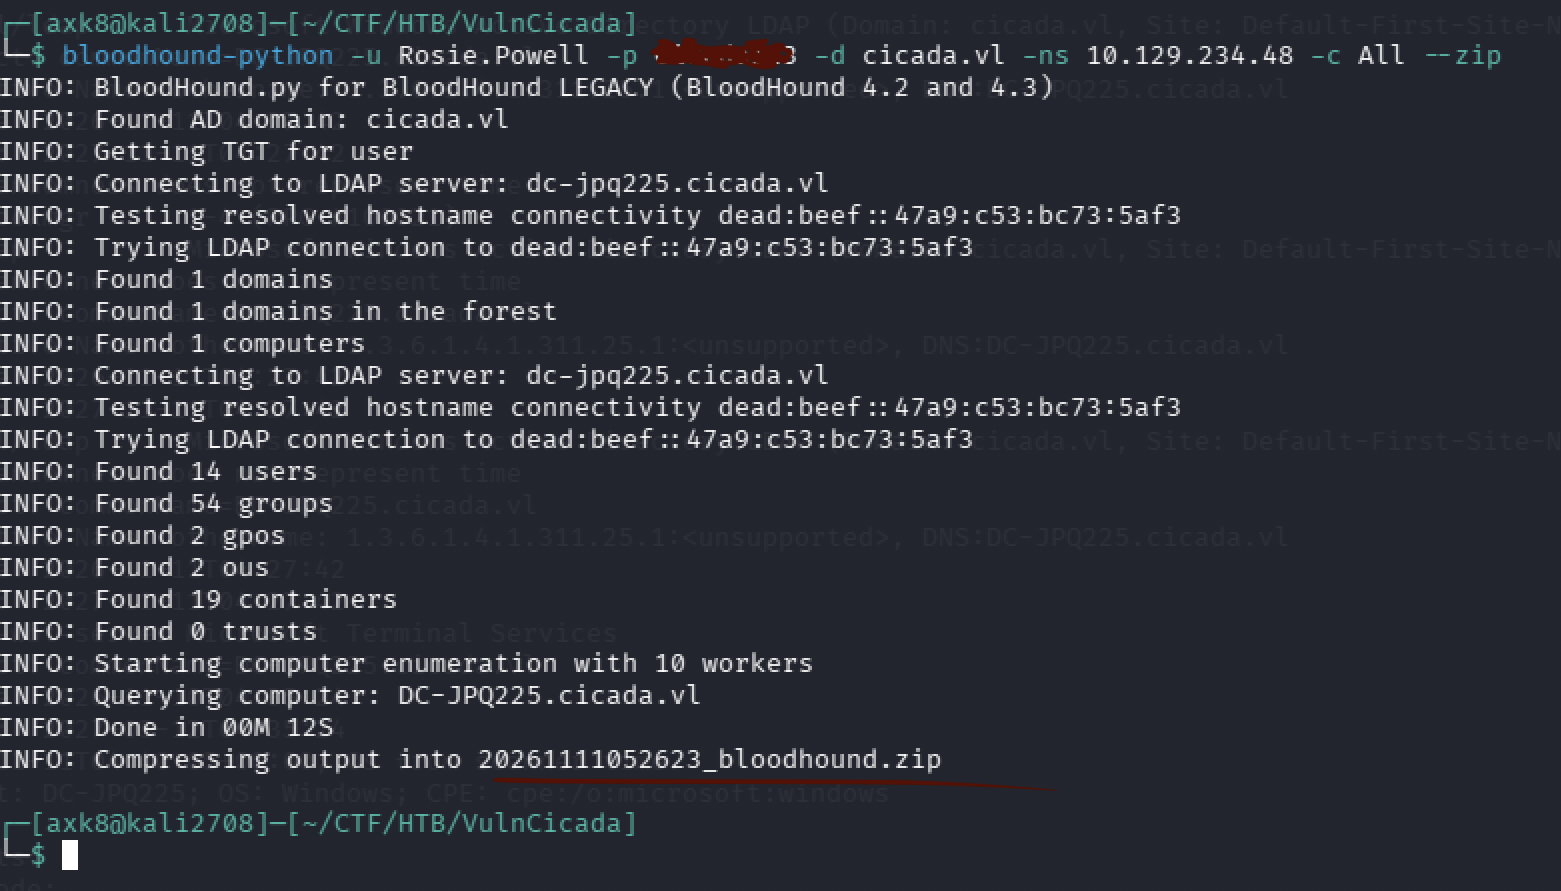 ┌─[axk8@kali2708]─[~/CTF/HTB/VulnCicada]
└─$ bloodhound-python -u Rosie.Powell -p -d cicada.vl -ns 10.129.234.48 -c All --zip
INFO: BloodHound.py for BloodHound LEGACY (BloodHound 4.2 and 4.3)
INFO: Found AD domain: cicada.vl
INFO: Getting TGT for user
INFO: Connecting to LDAP server: dc-jpq225.cicada.vl
INFO: Testing resolved hostname connectivity dead:beef::47a9:c53:bc73:5af3
INFO: Trying LDAP connection to dead:beef::47a9:c53:bc73:5af3
INFO: Found 1 domains
INFO: Found 1 domains in the forest
INFO: Found 1 computers
INFO: Connecting to LDAP server: dc-jpq225.cicada.vl
INFO: Testing resolved hostname connectivity dead:beef::47a9:c53:bc73:5af3
INFO: Trying LDAP connection to dead:beef::47a9:c53:bc73:5af3
INFO: Found 14 users
INFO: Found 54 groups
INFO: Found 2 gpos
INFO: Found 2 ous
INFO: Found 19 containers
INFO: Found 0 trusts
INFO: Starting computer enumeration with 10 workers
INFO: Querying computer: DC-JPQ225.cicada.vl
INFO: Done in 00M 12S
INFO: Compressing output into 20261111052623_bloodhound.zip
t: DC-JPQ225; OS: Windows; CPE: cpe:/o:microsoft:windows
┌─[axk8@kali2708]─[~/CTF/HTB/VulnCicada]
└─$